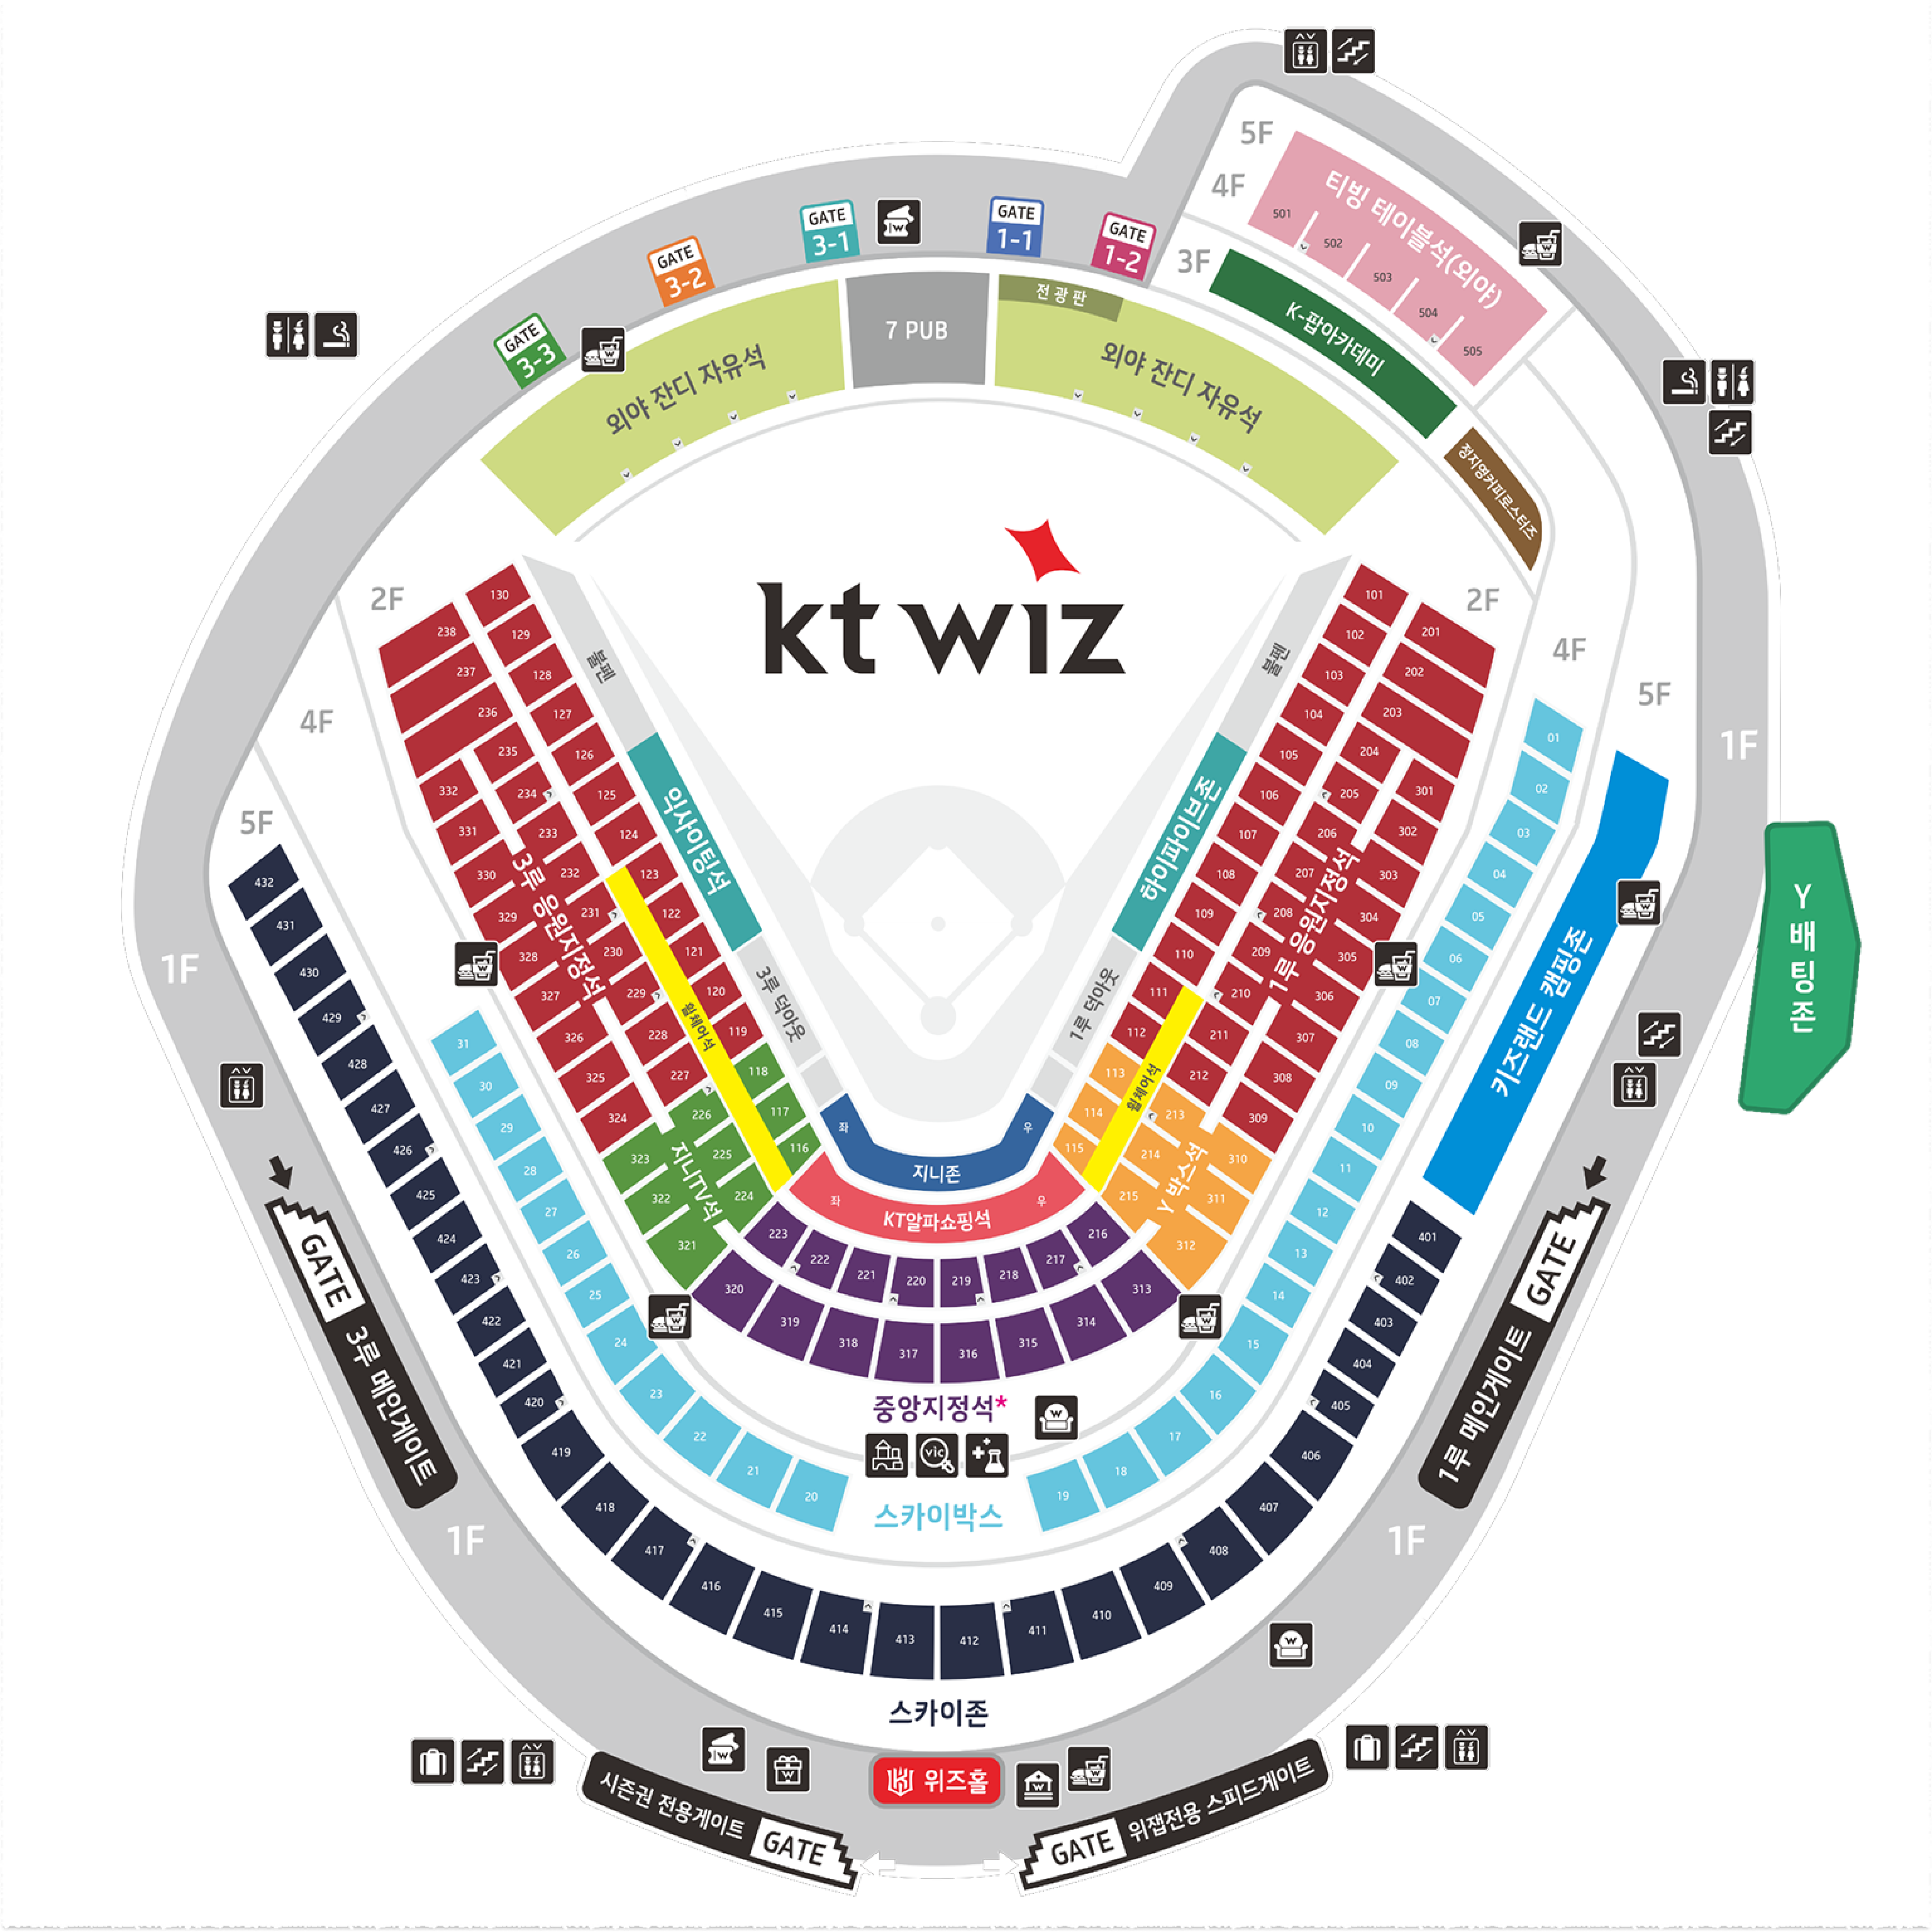 5F
4F
3F
티빙 테이블석(외야)
501
502
503
504
505
K-팝아카데미
정지영커피로스터즈
GATE
3-3
GATE
3-2
GATE
3-1
GATE
1-1
GATE
1-2
외야 잔디 자유석
7 PUB
전광판
외야 잔디 자유석
kt wiz
2F
4F
5F
1F
2F
4F
5F
1F
1F
1F
불펜
불펜
익사이팅석
하이파이브존
3루 덕아웃
1루 덕아웃
130
129
128
127
126
125
124
123
122
121
120
119
118
117
116
238
237
236
235
234
233
232
231
230
229
228
227
226
225
224
332
331
330
329
328
327
326
325
324
323
322
321
3루 응원지정석
휠체어석
지니TV석
101
102
103
104
105
106
107
108
109
110
111
112
113
114
115
201
202
203
204
205
206
207
208
209
210
211
212
213
214
215
301
302
303
304
305
306
307
308
309
310
311
312
1루 응원지정석
휠체어석
Y 박스석
좌
우
지니존
좌
우
KT알파쇼핑석
223
222
221
220
219
218
217
216
320
319
318
317
316
315
314
313
중앙지정석*
vic
스카이박스
01
02
03
04
05
06
07
08
09
10
11
12
13
14
15
16
17
18
19
20
21
22
23
24
25
26
27
28
29
30
31
키즈랜드 캠핑존
Y
배
팅
존
432
431
430
429
428
427
426
425
424
423
422
421
420
419
418
417
416
415
414
413
412
411
410
409
408
407
406
405
404
403
402
401
스카이존
GATE
3루 메인게이트
GATE
1루 메인게이트
위즈홀
시즌권 전용게이트
GATE
GATE
위잽전용 스피드게이트